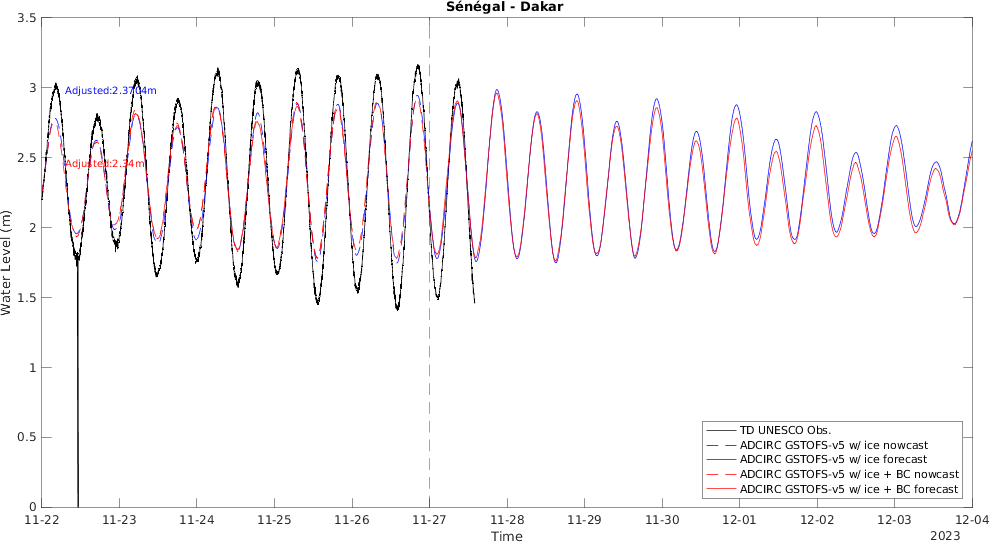 Sénégal - Dakar
3.5
3
2.5
2
1.5
1
0.5
0
Water Level (m)
Adjusted:2.3704m
Adjusted:2.34m
TD UNESCO Obs.
ADCIRC GSTOFS-v5 w/ ice nowcast
ADCIRC GSTOFS-v5 w/ ice forecast
ADCIRC GSTOFS-v5 w/ ice + BC nowcast
ADCIRC GSTOFS-v5 w/ ice + BC forecast
11-22 11-23 11-24 11-25 11-26 11-27 11-28 11-29 11-30 12-01 12-02 12-03 12-04
Time
2023